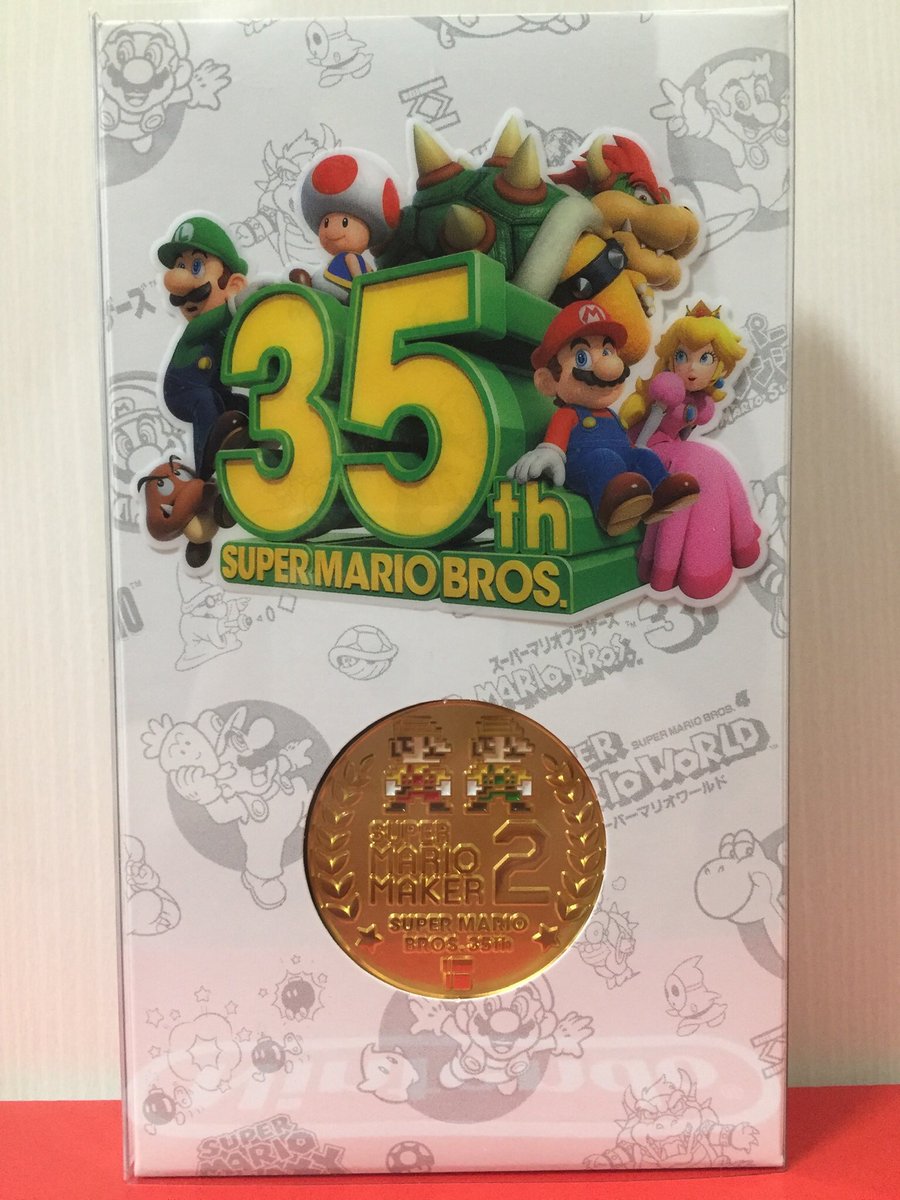 L
M
35th
SUPER MARIO BROS.
スーパーマリオブラザーズ
3
MARIO BROS.
SUPER MARIO BROS. 4
WORLD
スーパーマリオワールド
SUPER
MARIO
MAKER 2
SUPER MARIO
BROS. 35th
SUPER
MARIO